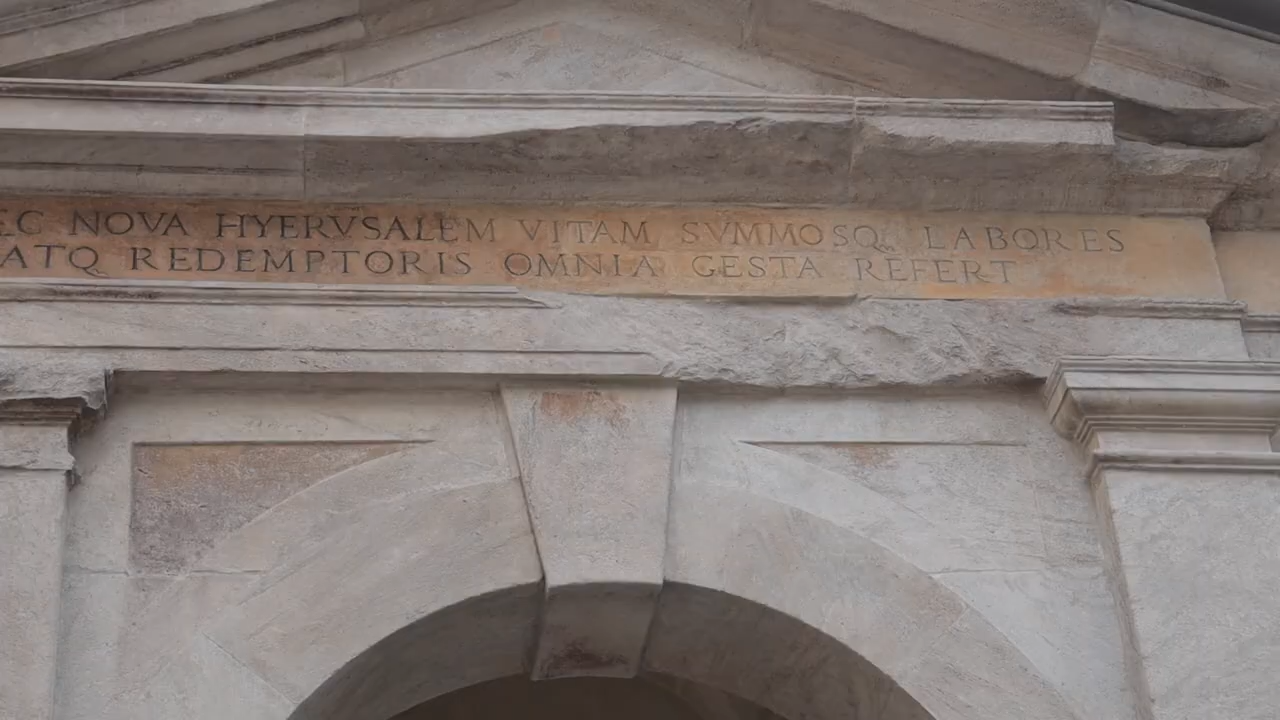 EC NOVA HYERVSALEM VITAM SVMMOSQ LABORES
ATQ REDEMPTORIS OMNIA GESTA REFERT